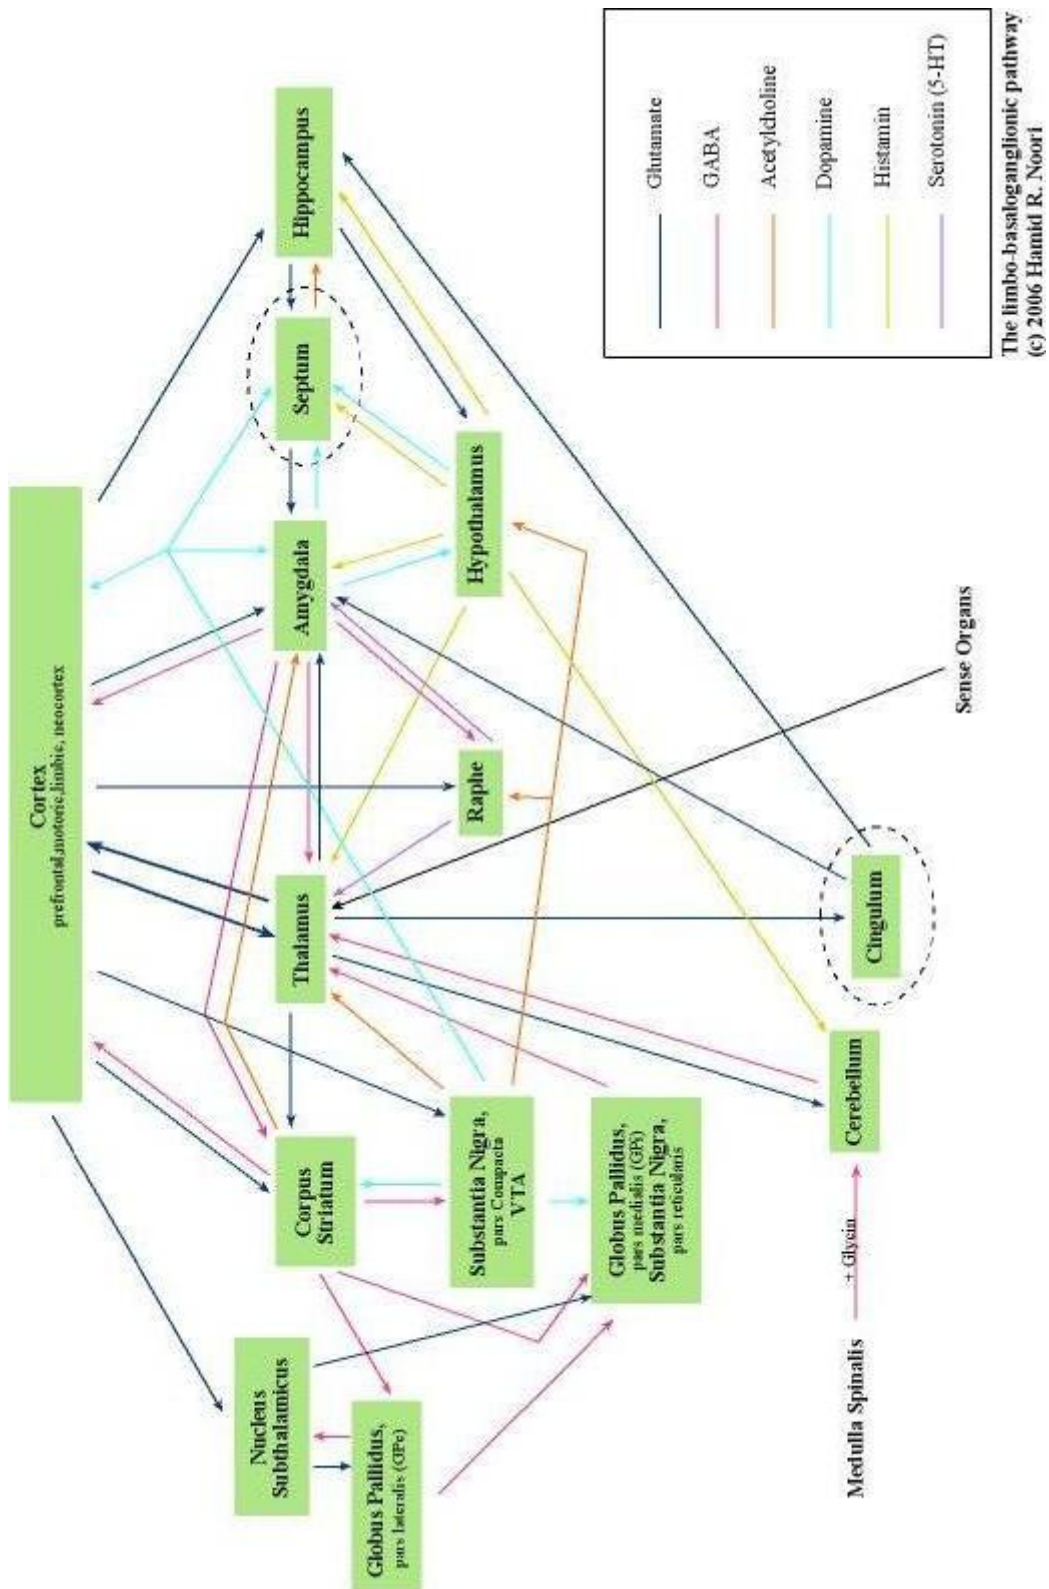 Cortex
prefrontal,motoric,limbic, neocortex
Nucleus
Subthalamicus
Globus Pallidus,
pars lateralis (GPe)
Corpus
Striatum
Thalamus
Amygdala
Septum
Hippocampus
Substantia Nigra,
pars Compacta
VTA
Raphe
Hypothalamus
Globus Pallidus,
pars medialis (GPi)
Substantia Nigra,
pars reticularis
Medulla Spinalis
+ Glycin
Cerebellum
Cingulum
Sense Organs
Glutamate
GABA
Acetylcholine
Dopamine
Histamin
Serotonin (5-HT)
The limbo-basaloganglionic pathway
(c) 2006 Hamid R. Noori